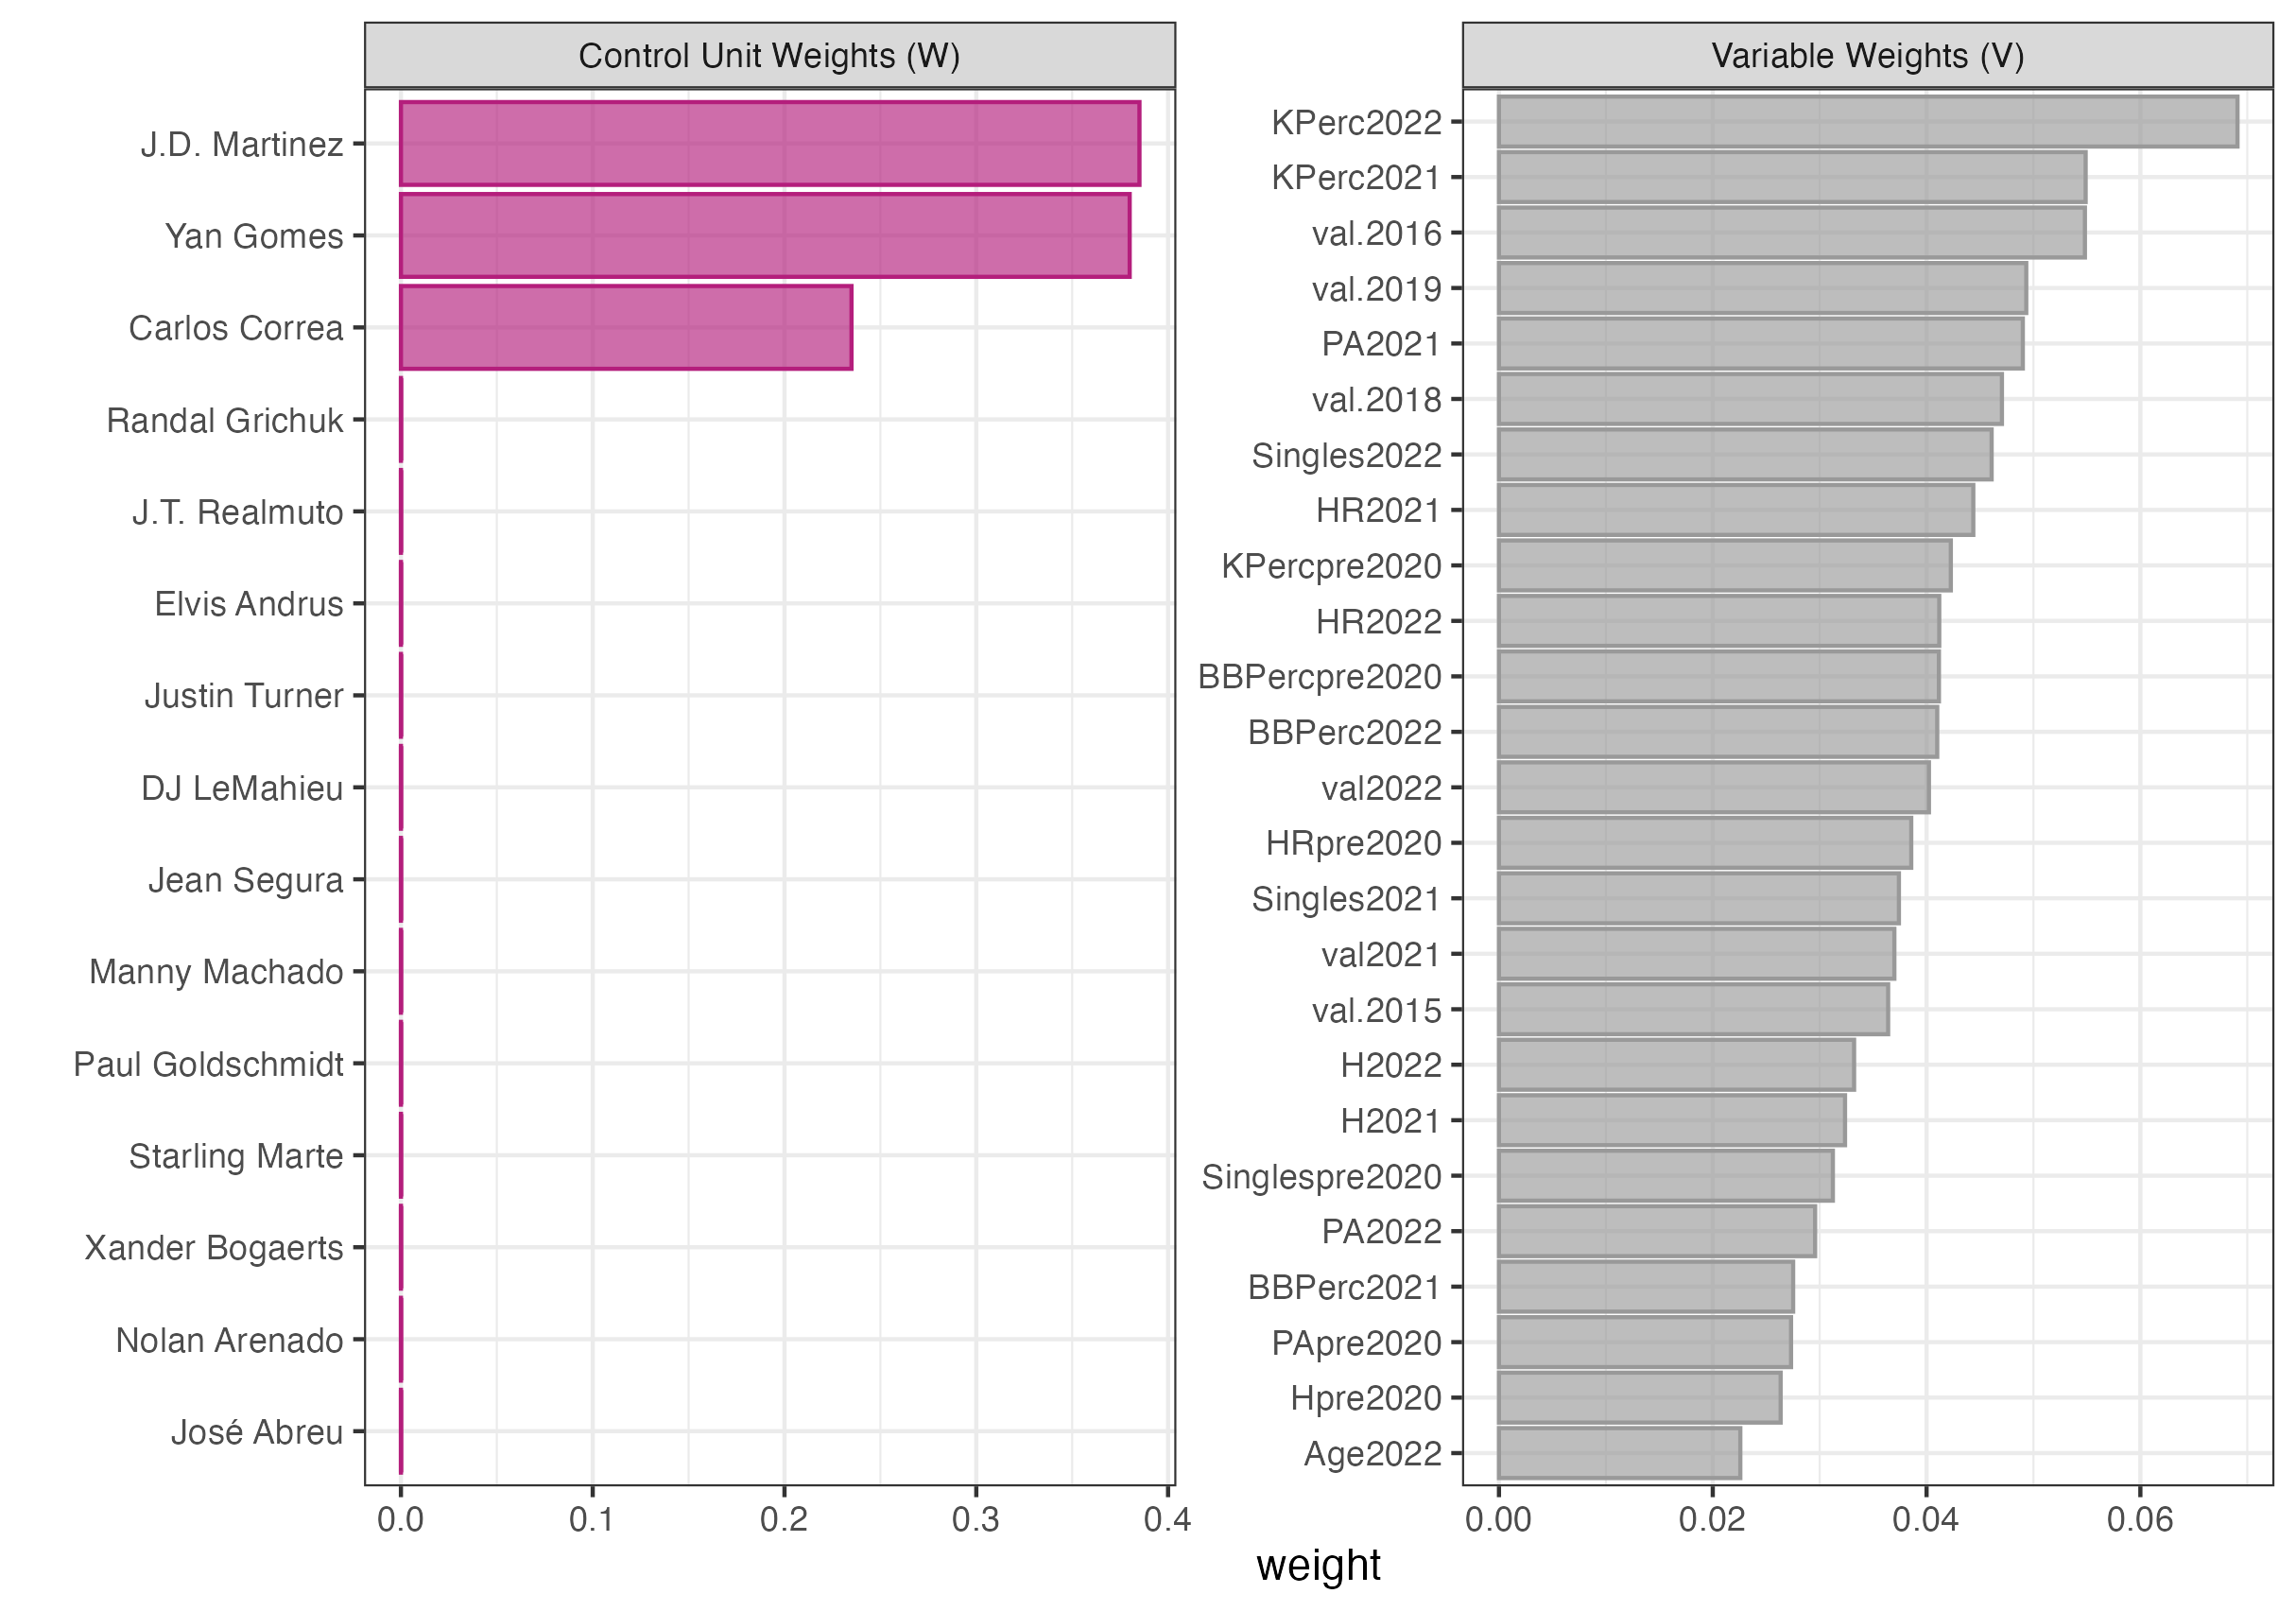 Control Unit Weights (W)
J.D. Martinez
Yan Gomes
Carlos Correa
Randal Grichuk
J.T. Realmuto
Elvis Andrus
Justin Turner
DJ LeMahieu
Jean Segura
Manny Machado
Paul Goldschmidt
Starling Marte
Xander Bogaerts
Nolan Arenado
José Abreu
0.0 0.1 0.2 0.3 0.4
Variable Weights (V)
KPerc2022
KPerc2021
val.2016
val.2019
PA2021
val.2018
Singles2022
HR2021
KPercpre2020
HR2022
BBPercpre2020
BBPerc2022
val2022
HRpre2020
Singles2021
val2021
val.2015
H2022
H2021
Singlespre2020
PA2022
BBPerc2021
PApre2020
Hpre2020
Age2022
0.00 0.02 0.04 0.06
weight